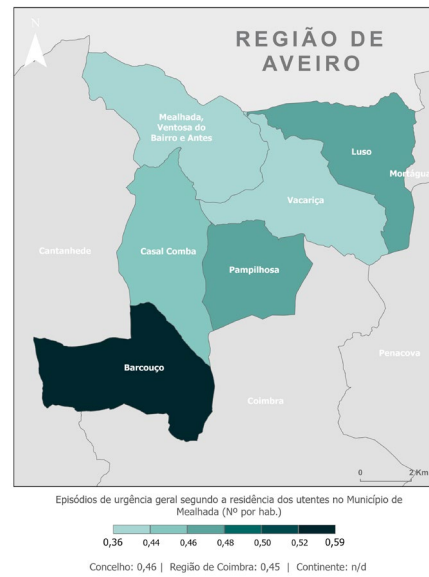 N
REGIÃO DE
AVEIRO
Mealhada,
Ventosa do
Bairro e Antes
Luso
Mortágua
Vacariça
Cantanhede
Casal Comba
Pampilhosa
Penacova
Barcouço
Coimbra
0 2 Km
Episódios de urgência geral segundo a residência dos utentes no Município de
Mealhada (Nº por hab.)
0,36 0,44 0,46 0,48 0,50 0,52 0,59
Concelho: 0,46 | Região de Coimbra: 0,45 | Continente: n/d